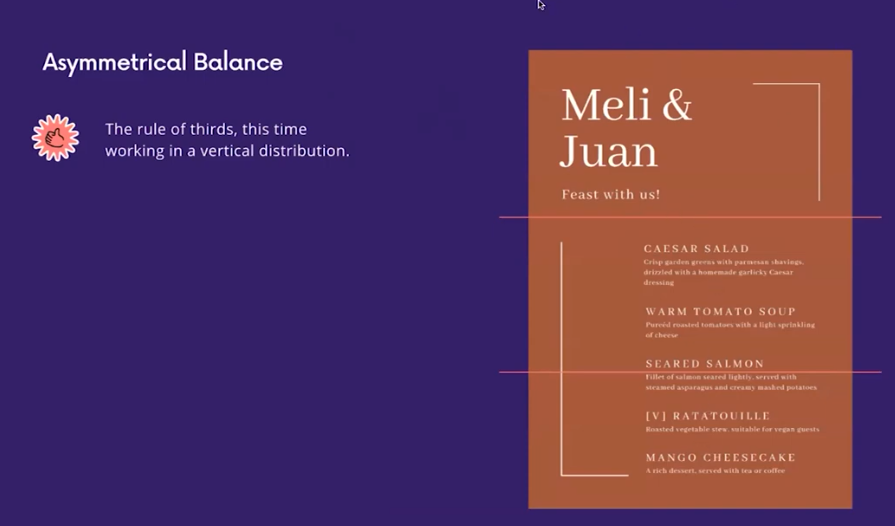 Asymmetrical Balance
The rule of thirds, this time
working in a vertical distribution.
Meli &
Juan
Feast with us!
CAESAR SALAD
Crisp garden greens with parmesan shavings,
drizzled with a homemade garlicky Caesar
dressing
WARM TOMATO SOUP
Puréed roasted tomatoes with a light sprinkling
of cheese
SEARED SALMON
Fillet of salmon seared lightly, served with
steamed asparagus and creamy mashed potatoes
[V] RATATOUILLE
Roasted vegetable stew, suitable for vegan guests
MANGO CHEESECAKE
A rich dessert, served with tea or coffee